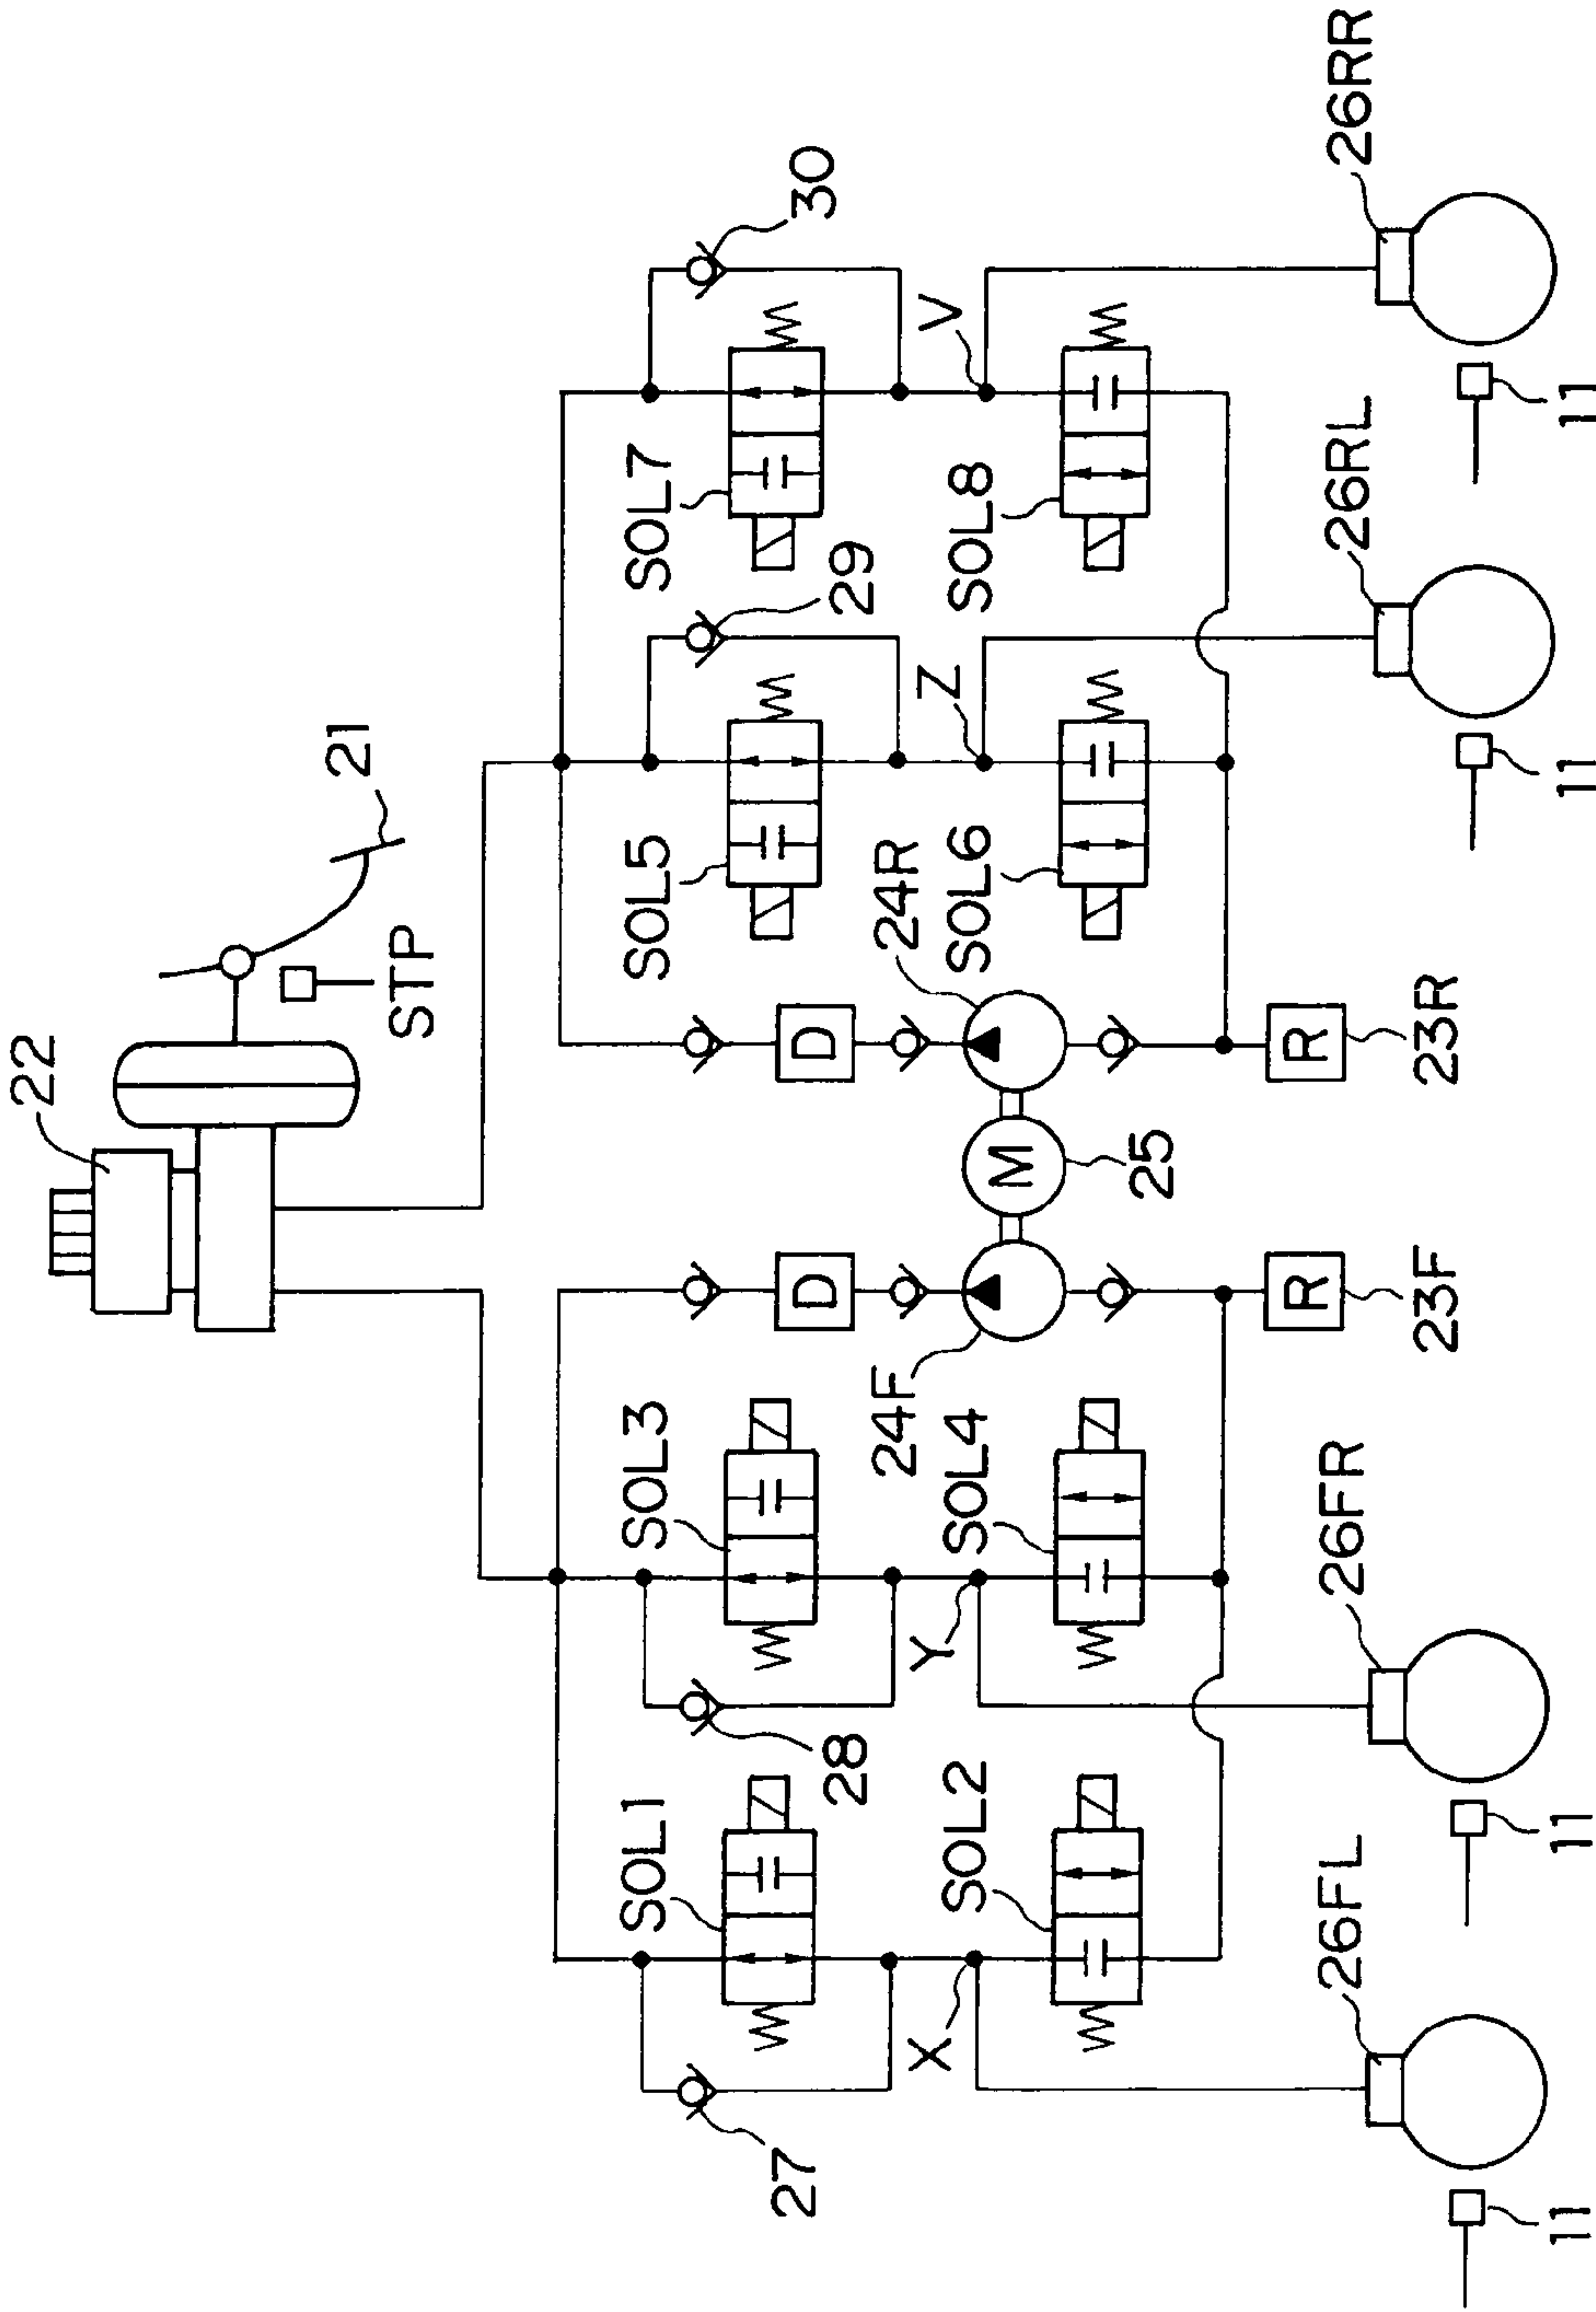 22
21
STP
SOL1
SOL3
SOL5
SOL7
27
28
D
D
29
30
24F
24R
X
Y
Z
V
SOL2
SOL4
SOL6
SOL8
M
25
R
R
26FL
26FR
26RL
26RR
23F
23R
11
11
11
11